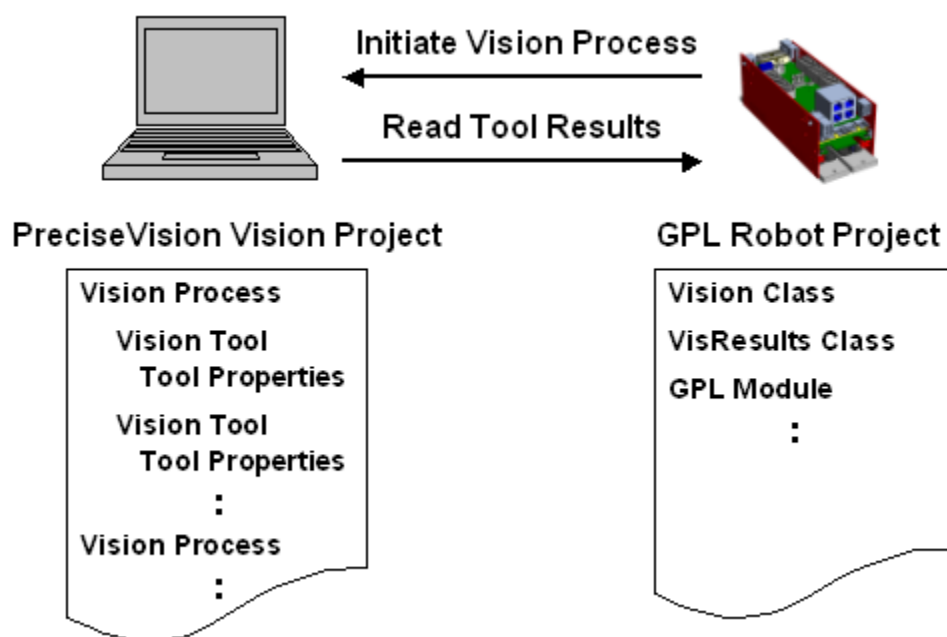 Initiate Vision Process
Read Tool Results
PreciseVision Vision Project
GPL Robot Project
Vision Process
Vision Tool
Tool Properties
Vision Tool
Tool Properties
:
Vision Process
:
Vision Class
VisResults Class
GPL Module
: